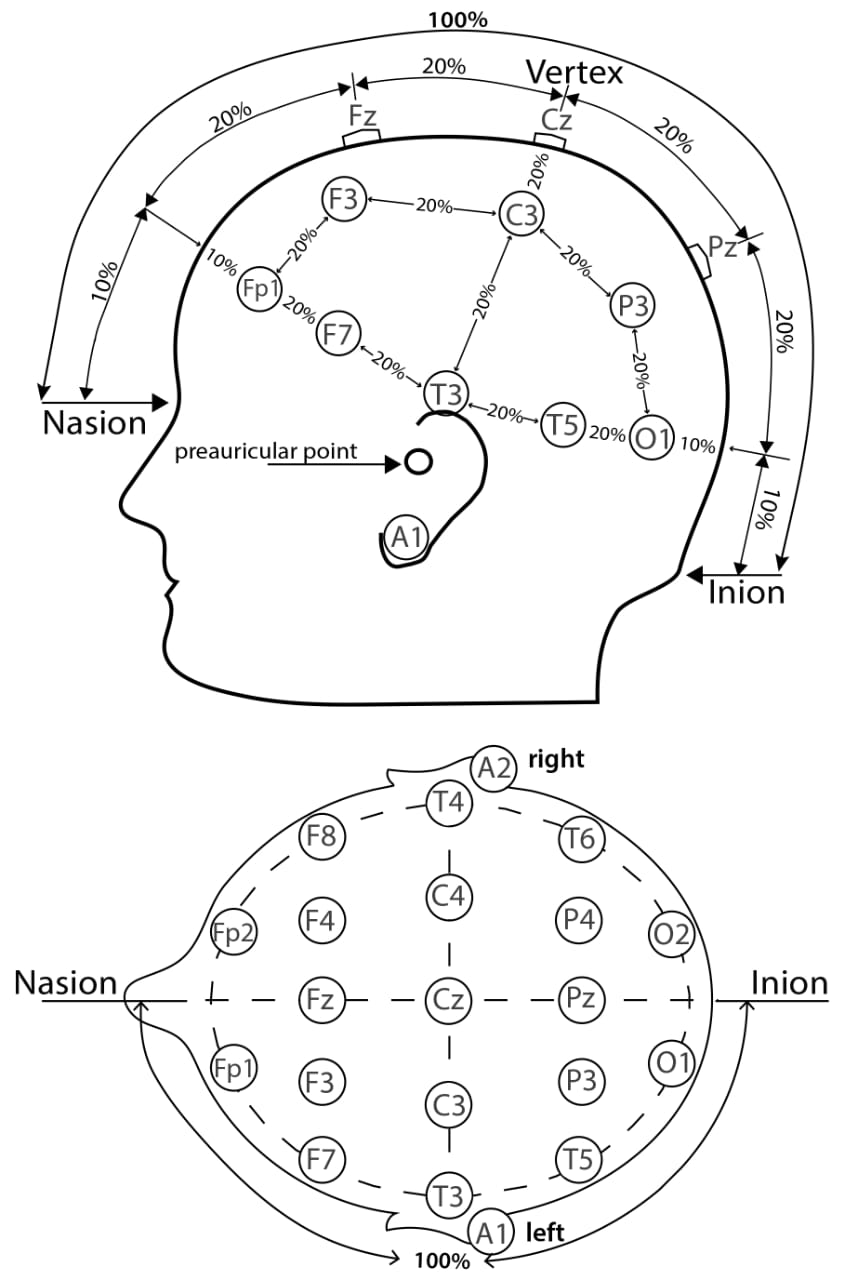 100%
20%
Vertex
20%
Fz
Cz
20%
20%
F3
20%
C3
Pz
10%
20%
10%
Fp1
20%
20%
20%
P3
20%
F7
20%
20%
T3
20%
T5
20%
O1
10%
Nasion
preauricular point
10%
A1
Inion
A2
right
T4
F8
T6
C4
Fp2
F4
P4
O2
Nasion
Fz
Cz
Pz
Inion
Fp1
F3
C3
P3
O1
F7
T5
T3
A1
left
100%